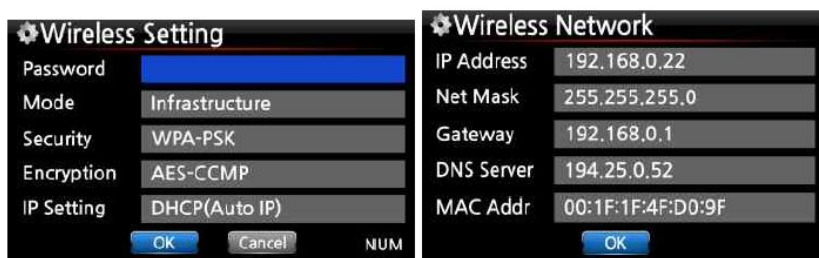 Wireless Setting
Password
Mode Infrastructure
Security WPA-PSK
Encryption AES-CCMP
IP Setting DHCP(Auto IP)
OK Cancel NUM
Wireless Network
IP Address 192.168.0.22
Net Mask 255.255.255.0
Gateway 192.168.0.1
DNS Server 194.25.0.52
MAC Addr 00:1F:1F:4F:D0:9F
OK